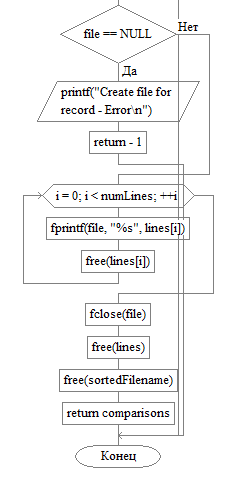 file == NULL
Нет
Да
printf("Create file for
record - Error\n")
return - 1
i = 0; i < numLines; ++i
fprintf(file, "%s", lines[i])
free(lines[i])
fclose(file)
free(lines)
free(sortedFilename)
return comparisons
Конец